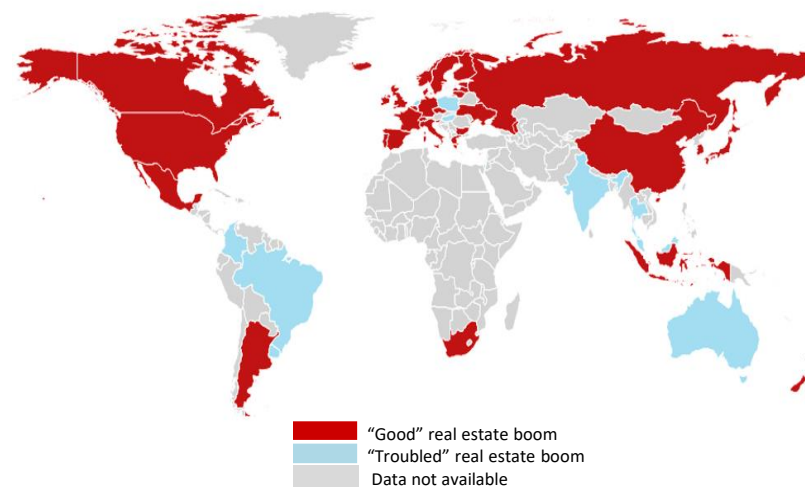 “Good” real estate boom
“Troubled” real estate boom
Data not available